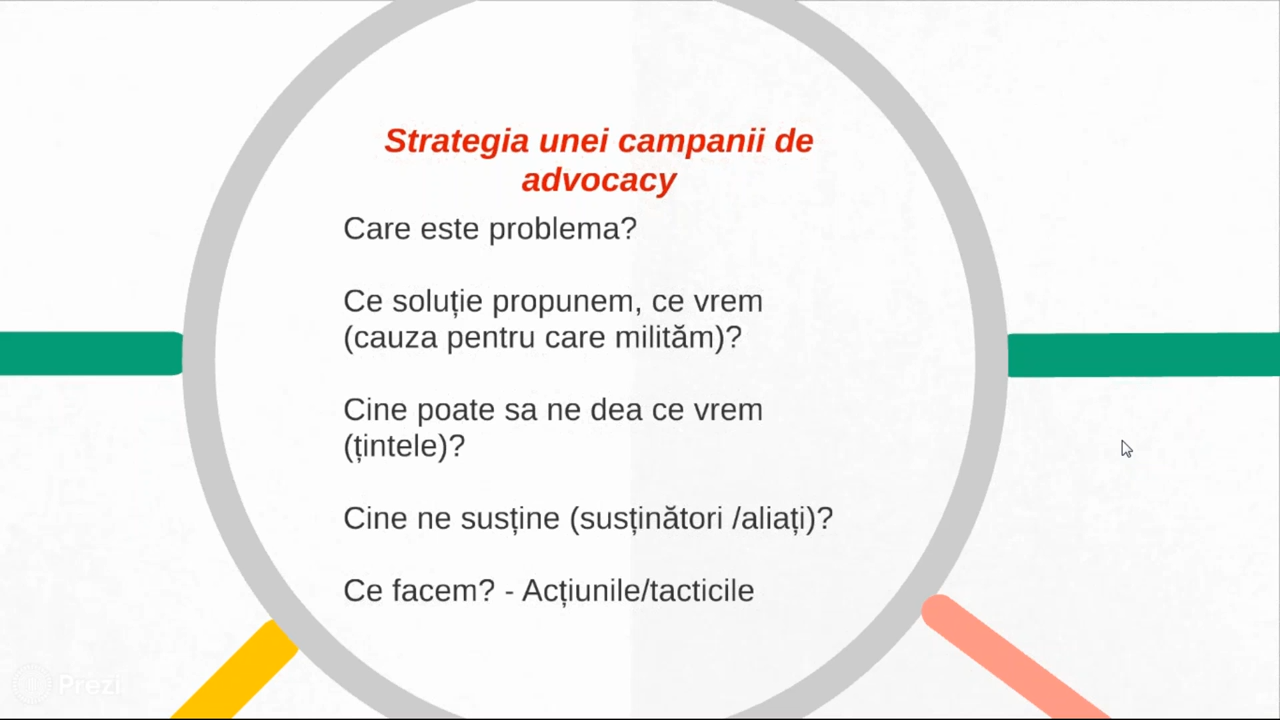 Strategia unei campanii de
advocacy
Care este problema?
Ce soluție propunem, ce vrem
(cauza pentru care milităm)?
Cine poate sa ne dea ce vrem
(țintele)?
Cine ne susține (susținători /aliați)?
Ce facem? - Acțiunile/tacticile
Prezi